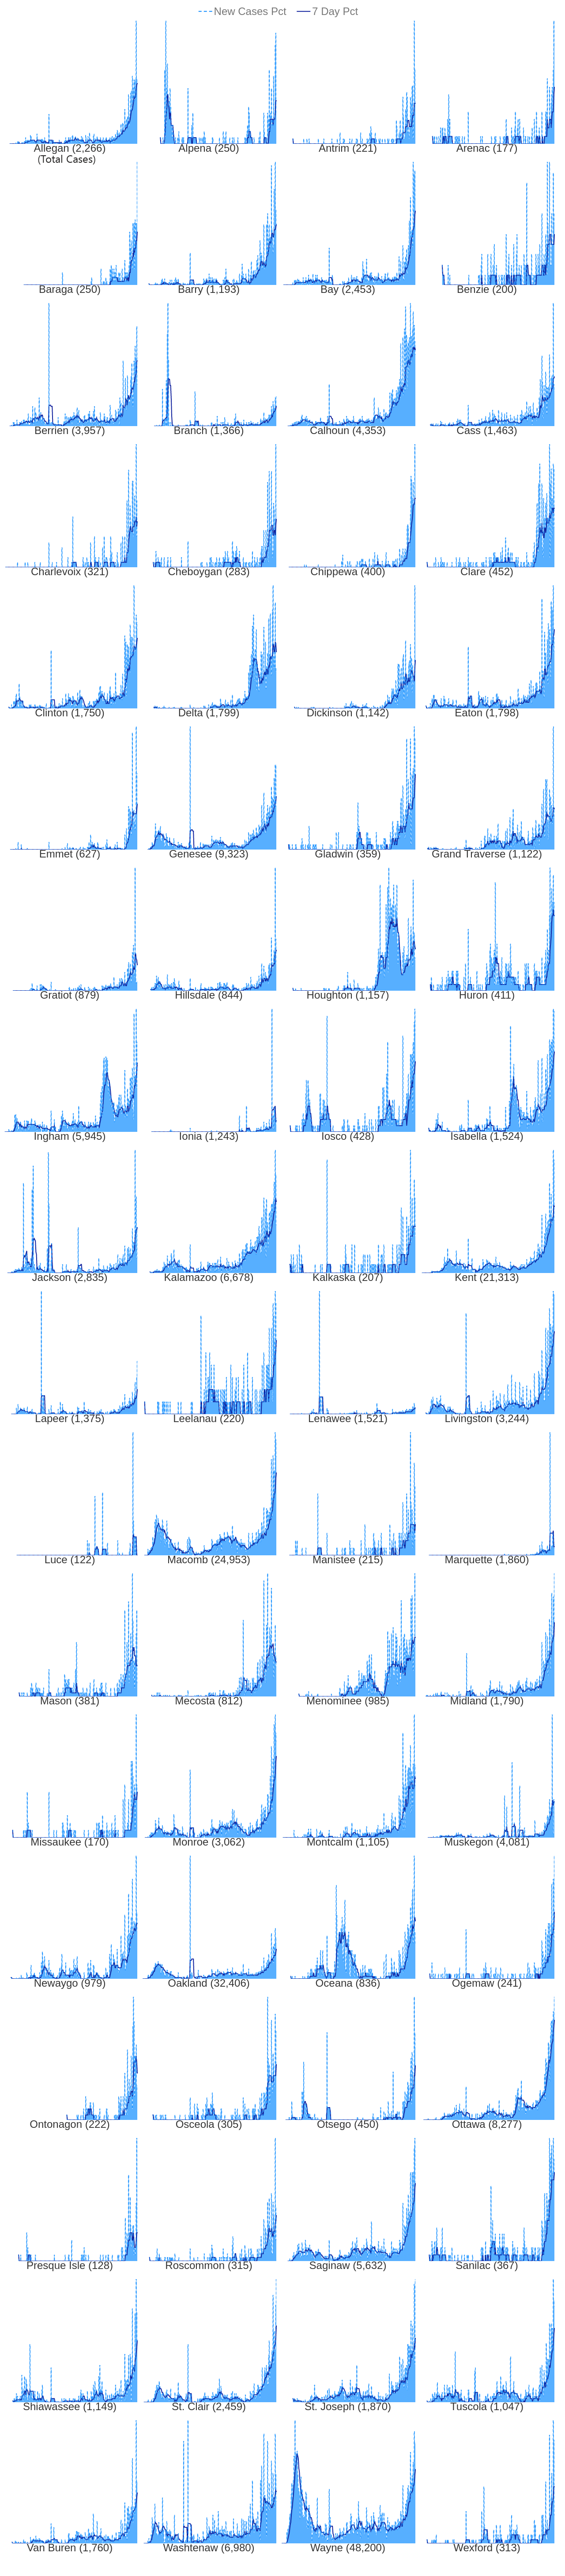 New Cases Pct 7 Day Pct
Allegan (2,266) Alpena (250) Antrim (221) Arenac (177)
(Total Cases)
Baraga (250) Barry (1,193) Bay (2,453) Benzie (200)
Berrien (3,957) Branch (1,366) Calhoun (4,353) Cass (1,463)
Charlevoix (321) Cheboygan (283) Chippewa (400) Clare (452)
Clinton (1,750) Delta (1,799) Dickinson (1,142) Eaton (1,798)
Emmet (627) Genesee (9,323) Gladwin (359) Grand Traverse (1,122)
Gratiot (879) Hillsdale (844) Houghton (1,157) Huron (411)
Ingham (5,945) Ionia (1,243) Iosco (428) Isabella (1,524)
Jackson (2,835) Kalamazoo (6,678) Kalkaska (207) Kent (21,313)
Lapeer (1,375) Leelanau (220) Lenawee (1,521) Livingston (3,244)
Luce (122) Macomb (24,953) Manistee (215) Marquette (1,860)
Mason (381) Mecosta (812) Menominee (985) Midland (1,790)
Missaukee (170) Monroe (3,062) Montcalm (1,105) Muskegon (4,081)
Newaygo (979) Oakland (32,406) Oceana (836) Ogemaw (241)
Ontonagon (222) Osceola (305) Otsego (450) Ottawa (8,277)
Presque Isle (128) Roscommon (315) Saginaw (5,632) Sanilac (367)
Shiawassee (1,149) St. Clair (2,459) St. Joseph (1,870) Tuscola (1,047)
Van Buren (1,760) Washtenaw (6,980) Wayne (48,200) Wexford (313)